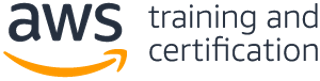 aws
training and
certification